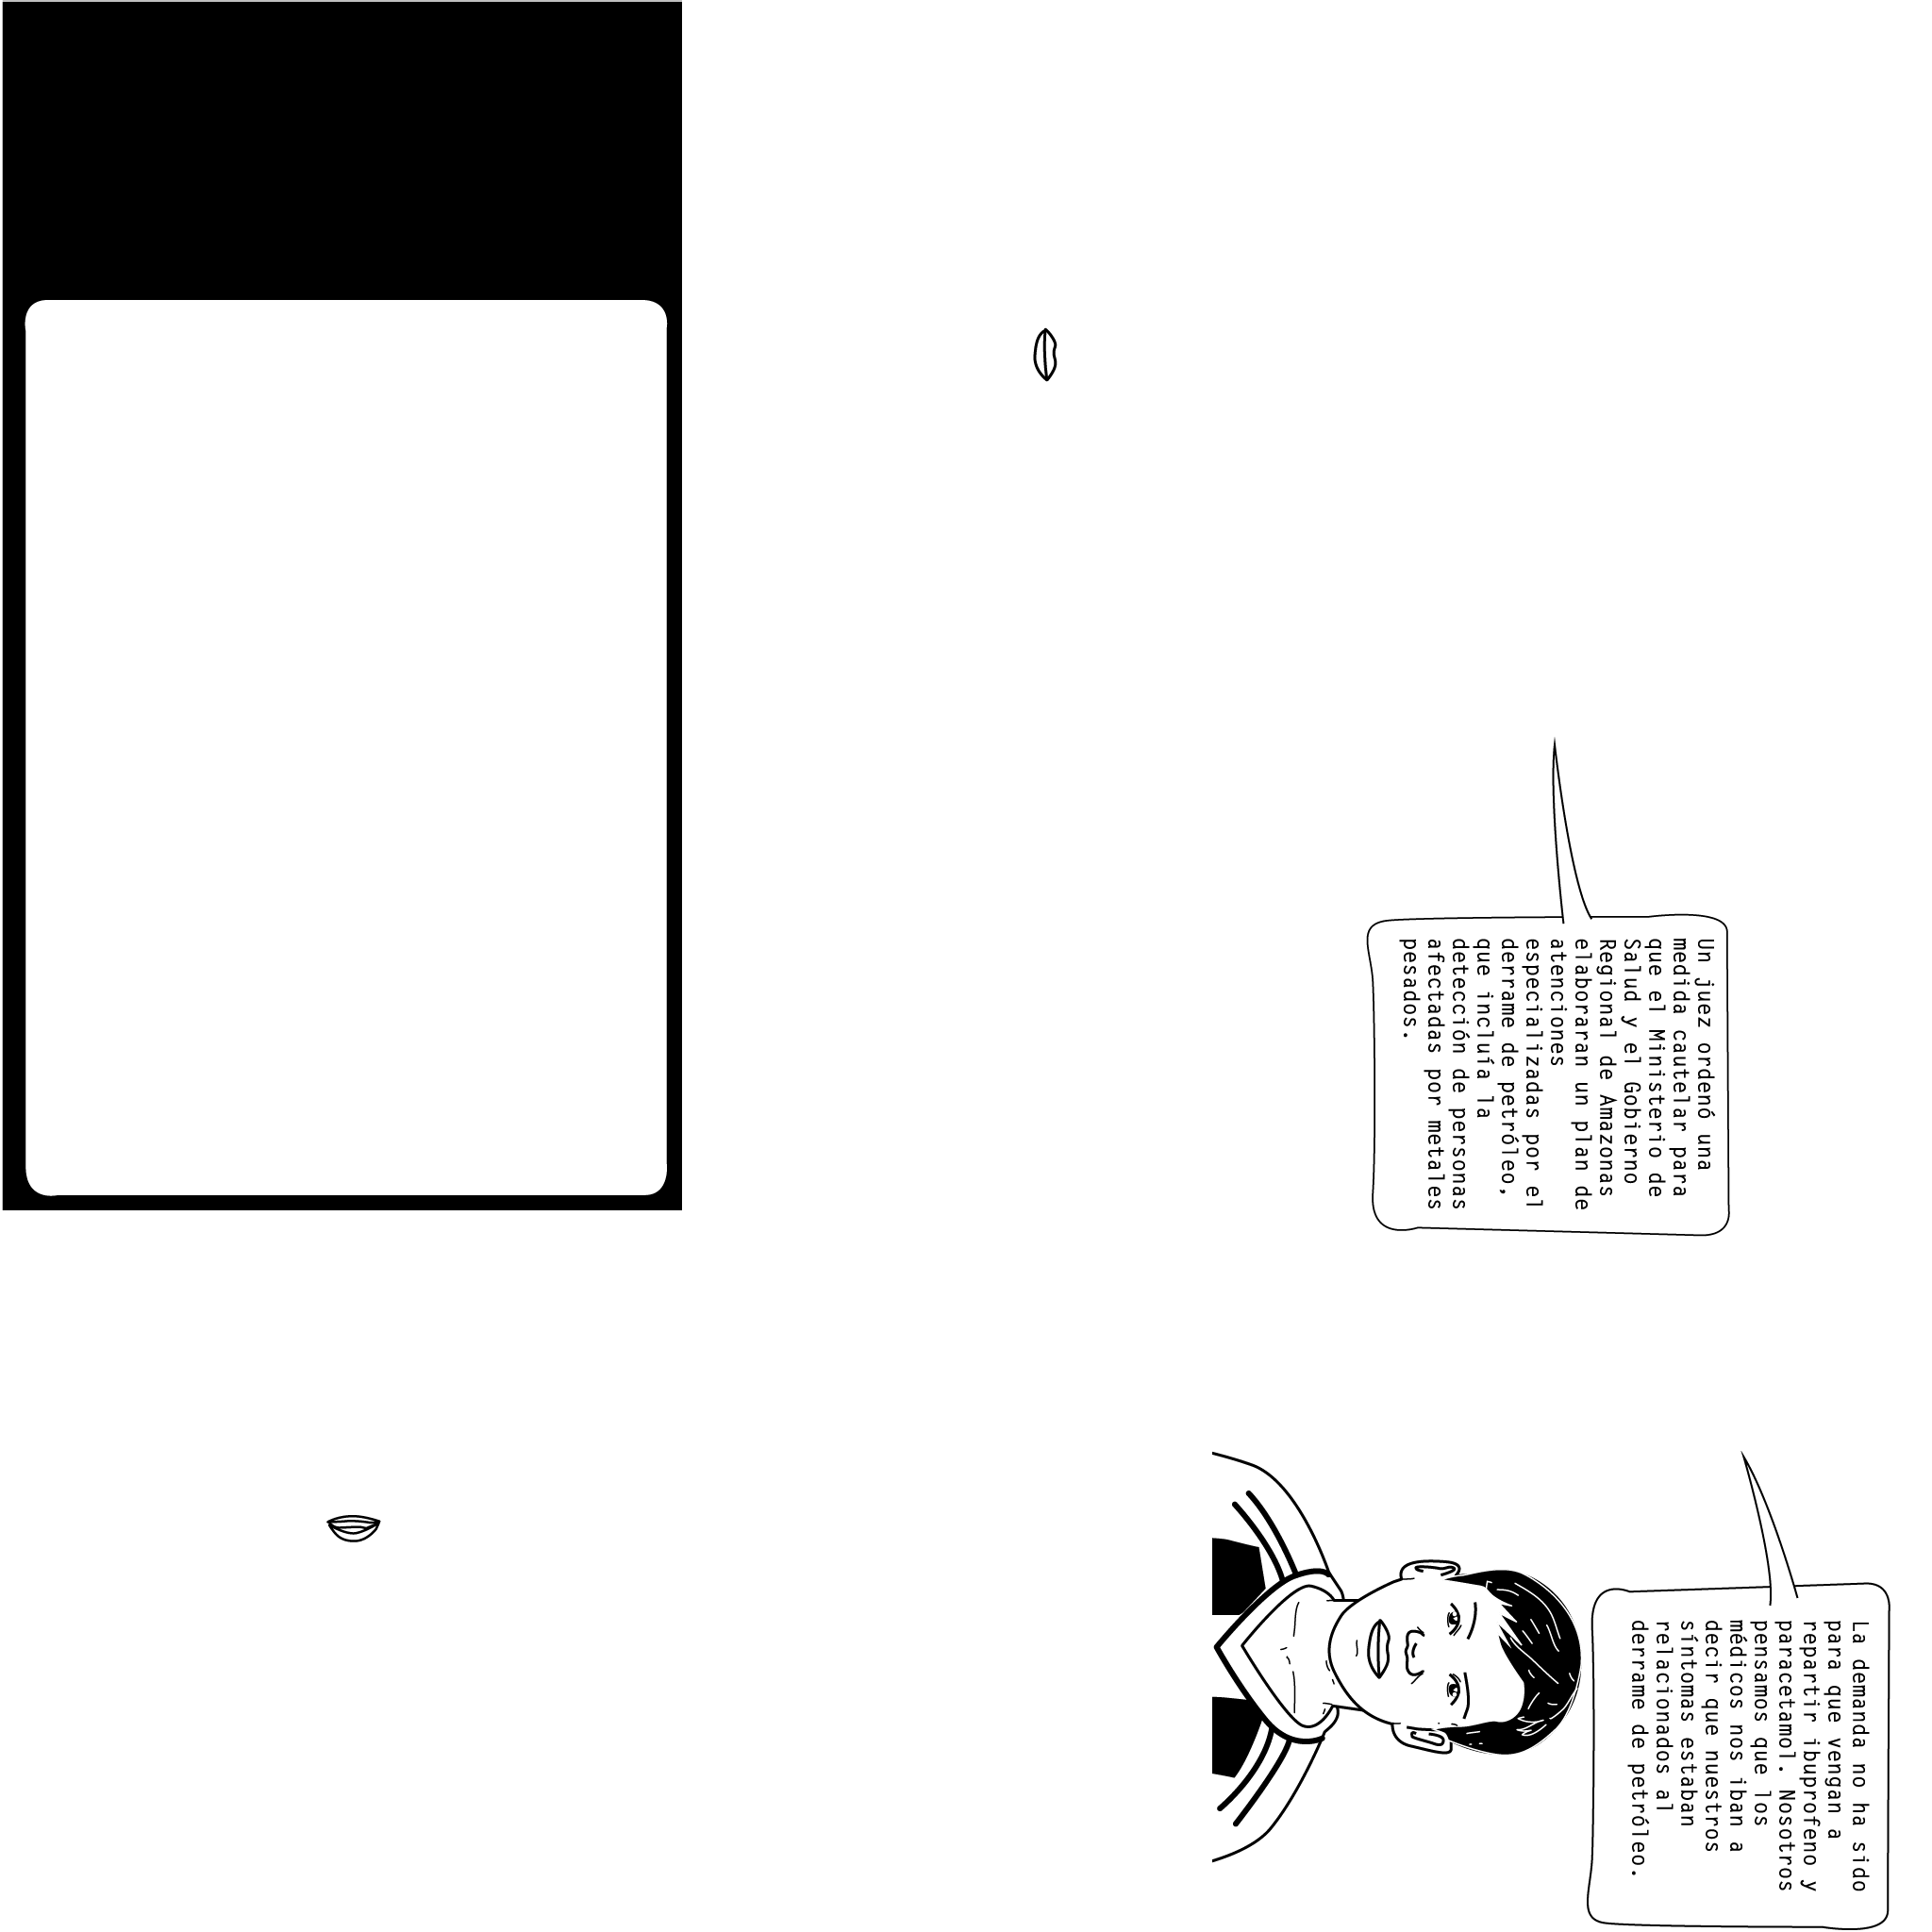 Un juez ordenó una
medida cautelar para
que el Ministerio de
Salud y el Gobierno
Regional de Amazonas
elaboraran un plan de
atenciones
especializadas por el
derrame de petróleo,
que incluía la
detección de personas
afectadas por metales
pesados.
La demanda no ha sido
para que vengan a
repartir ibuprofeno y
paracetamol. Nosotros
pensamos que los
médicos nos iban a
decir que nuestros
síntomas estaban
relacionados al
derrame de petróleo.